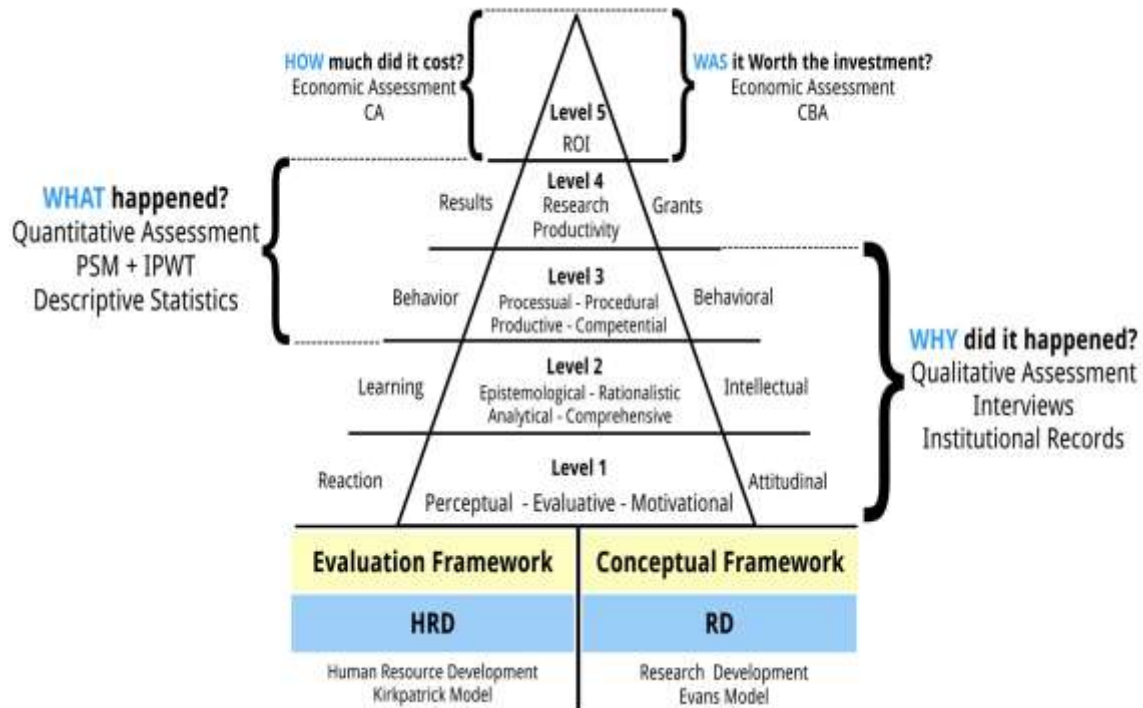 HOW much did it cost?
Economic Assessment
CA
WAS it Worth the investment?
Economic Assessment
CBA
Level 5
ROI
WHAT happened?
Quantitative Assessment
PSM + IPWT
Descriptive Statistics
Results
Level 4
Research
Productivity
Grants
Behavior
Level 3
Processual - Procedural
Productive - Competential
Behavioral
WHY did it happened?
Qualitative Assessment
Interviews
Institutional Records
Learning
Level 2
Epistemological - Rationalistic
Analytical - Comprehensive
Intellectual
Reaction
Level 1
Perceptual - Evaluative - Motivational
Attitudinal
Evaluation Framework
Conceptual Framework
HRD
RD
Human Resource Development
Kirkpatrick Model
Research Development
Evans Model